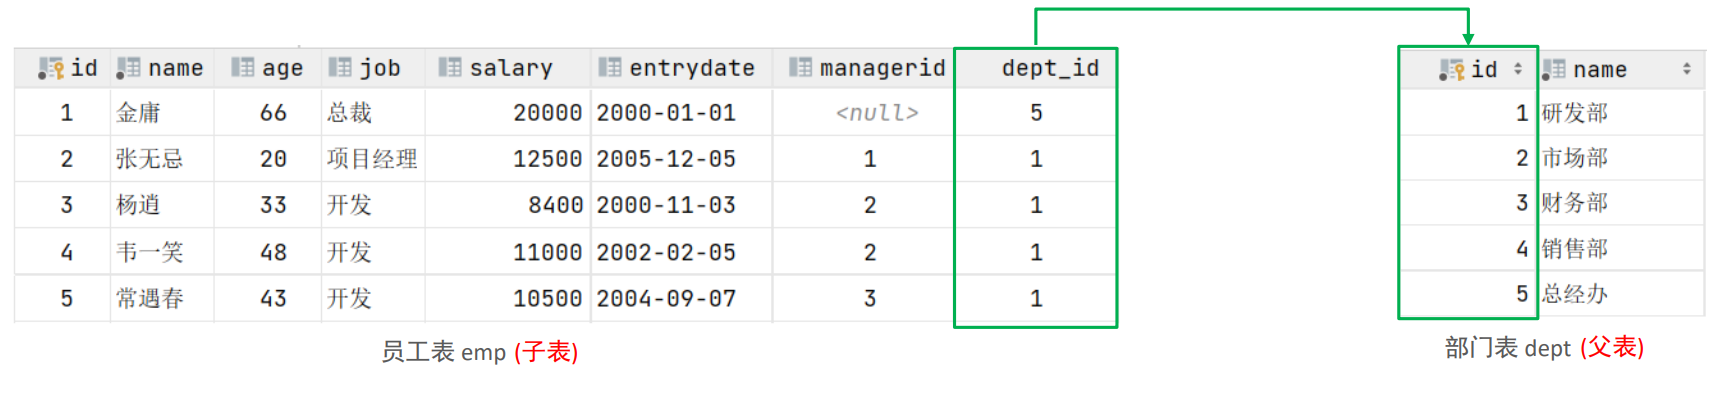 id name age job salary entrydate managerid dept_id
1 金庸 66 总裁 20000 2000-01-01 <null> 5
2 张无忌 20 项目经理 12500 2005-12-05 1 1
3 杨逍 33 开发 8400 2000-11-03 2 1
4 韦一笑 48 开发 11000 2002-02-05 2 1
5 常遇春 43 开发 10500 2004-09-07 3 1
员工表 emp (子表)
id name
1 研发部
2 市场部
3 财务部
4 销售部
5 总经办
部门表 dept (父表)